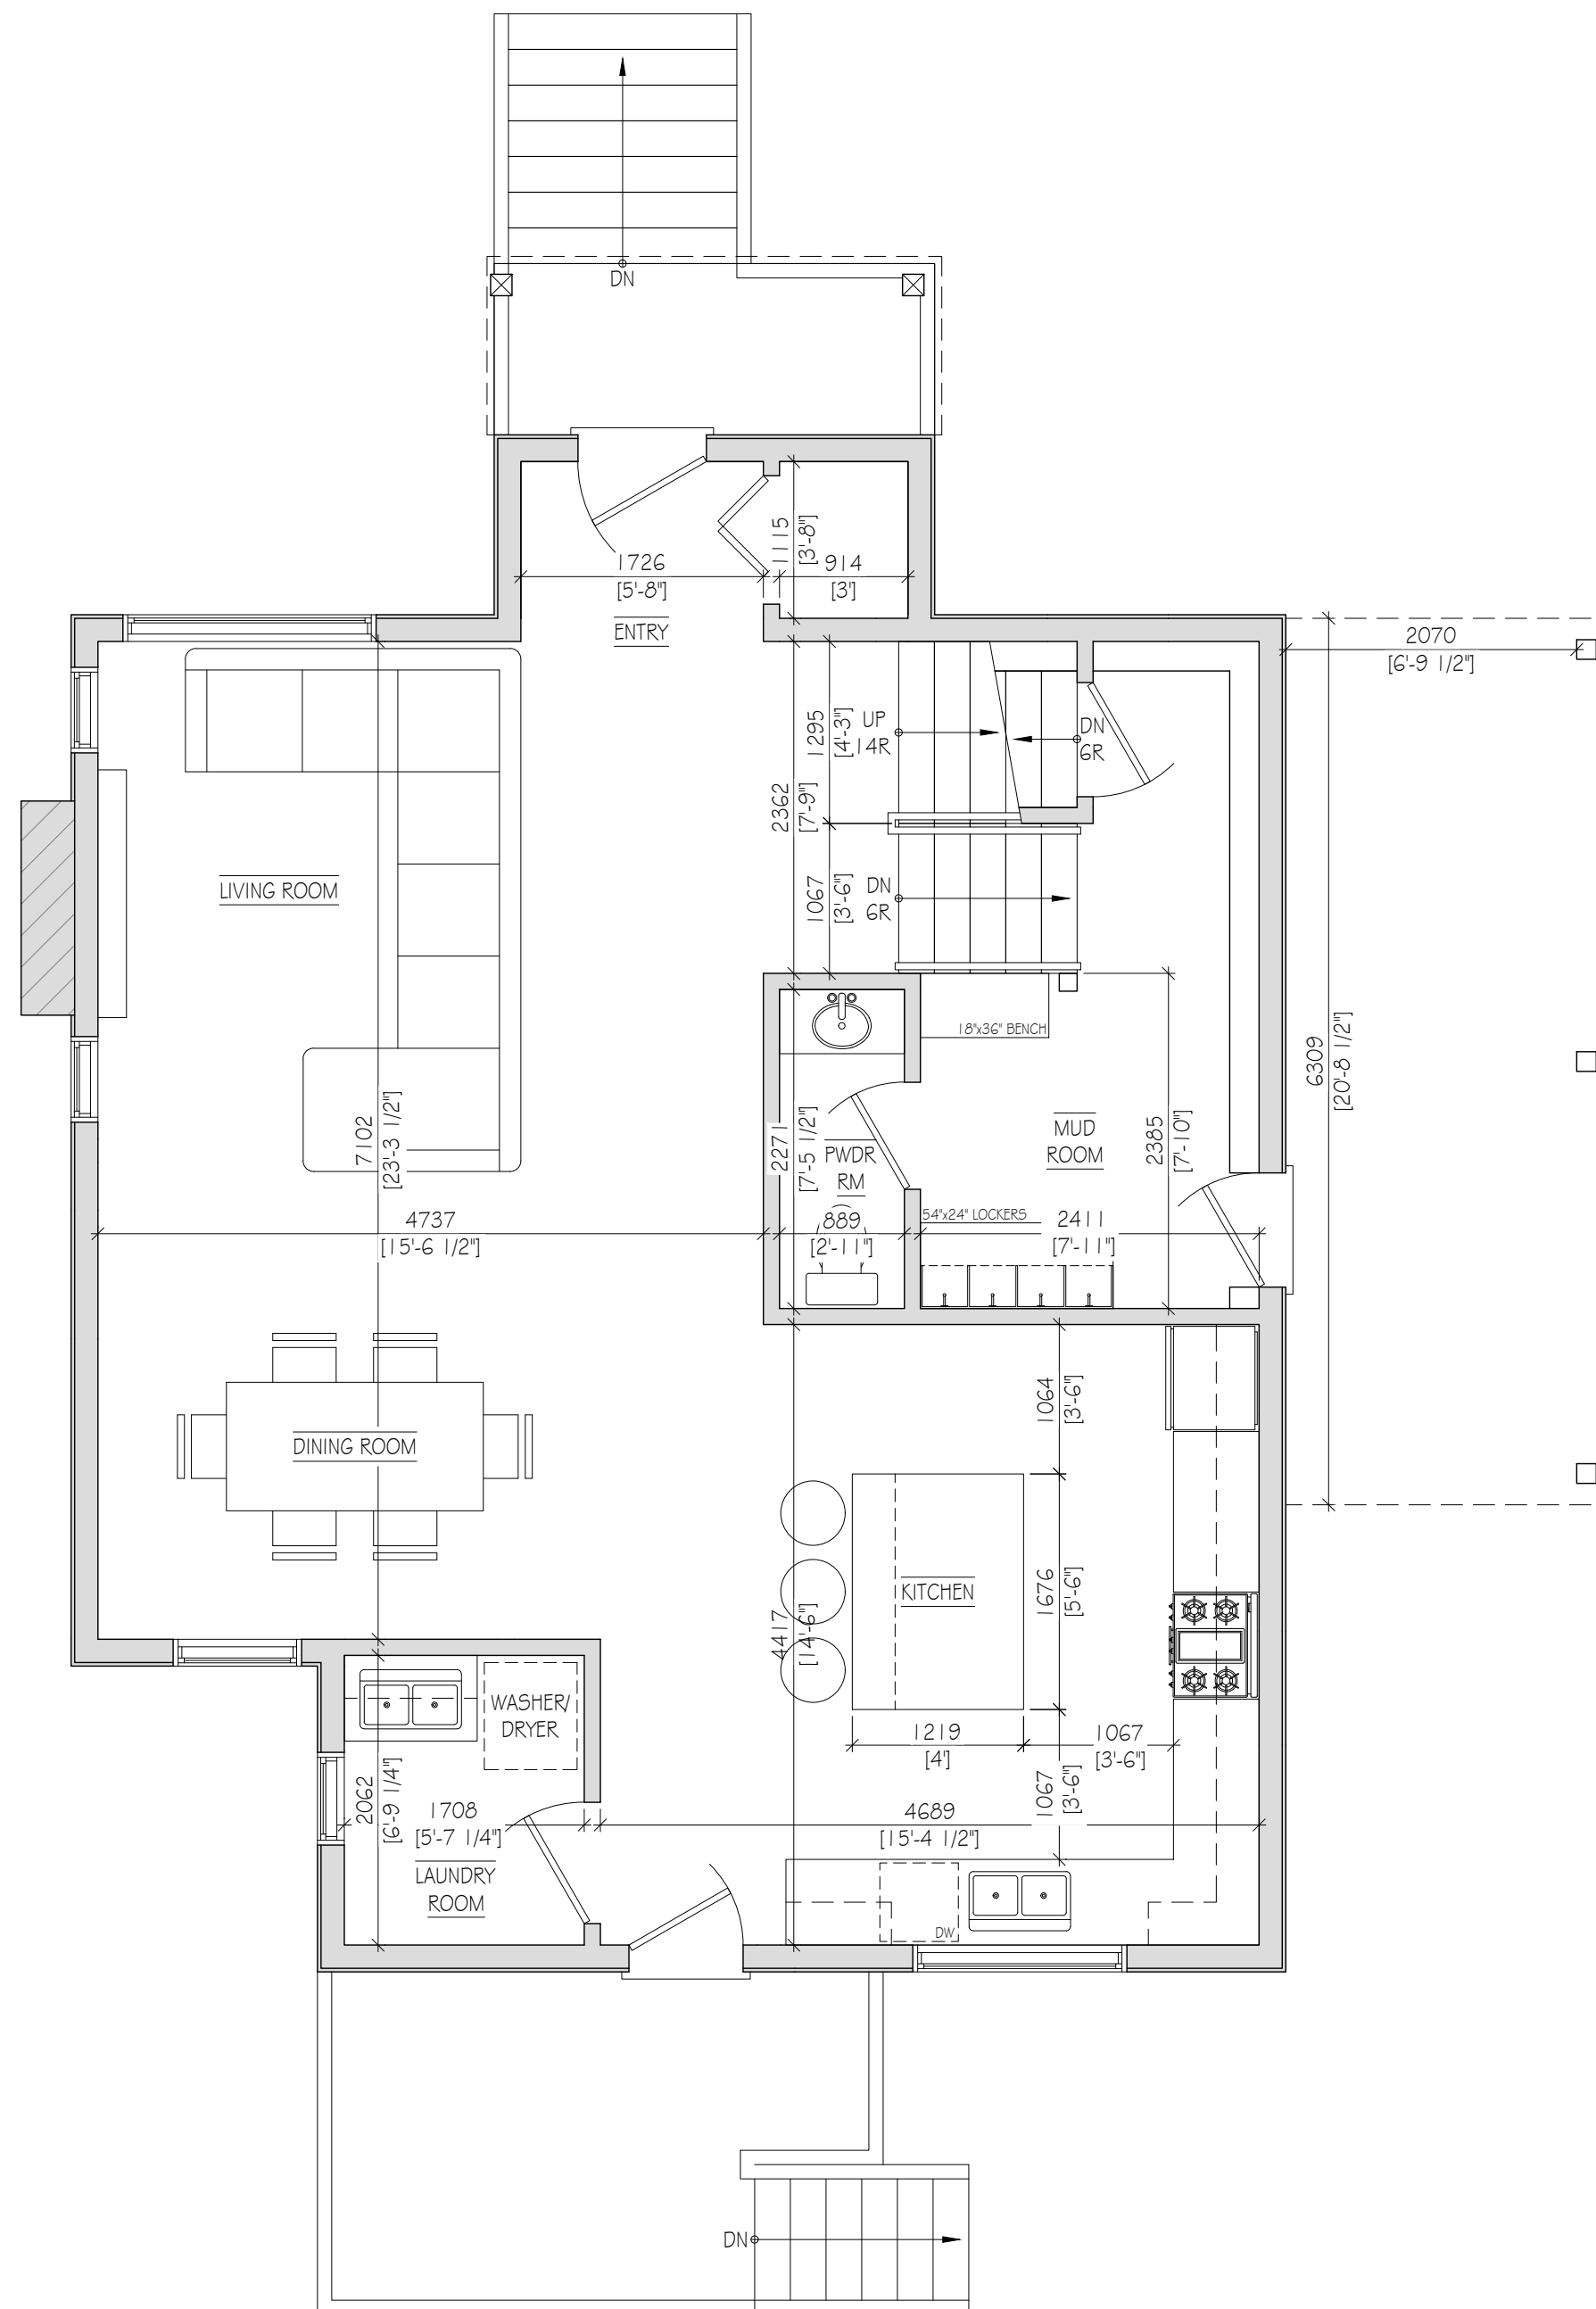 DN
1726
[5'-8"]
1115
[3'-8"]
914
[3']
ENTRY
2070
[6'-9 1/2"]
1295
[4'-3"]
UP
14R
DN
6R
2362
[7'-9"]
LIVING ROOM
1067
[3'-6"]
DN
6R
18"x36" BENCH
6309
[20'-8 1/2"]
7102
[23'-3 1/2"]
2271
[7'-5 1/2"]
PWDR
RM
MUD
ROOM
2385
[7'-10"]
4737
[15'-6 1/2"]
889
[2'-11"]
54"x24" LOCKERS
2411
[7'-11"]
1064
[3'-6"]
DINING ROOM
KITCHEN
1676
[5'-6"]
4417
[14'-6"]
WASHER/
DRYER
1219
[4']
1067
[3'-6"]
2062
[6'-9 1/4"]
1067
[3'-6"]
1708
[5'-7 1/4"]
4689
[15'-4 1/2"]
LAUNDRY
ROOM
DW
DN